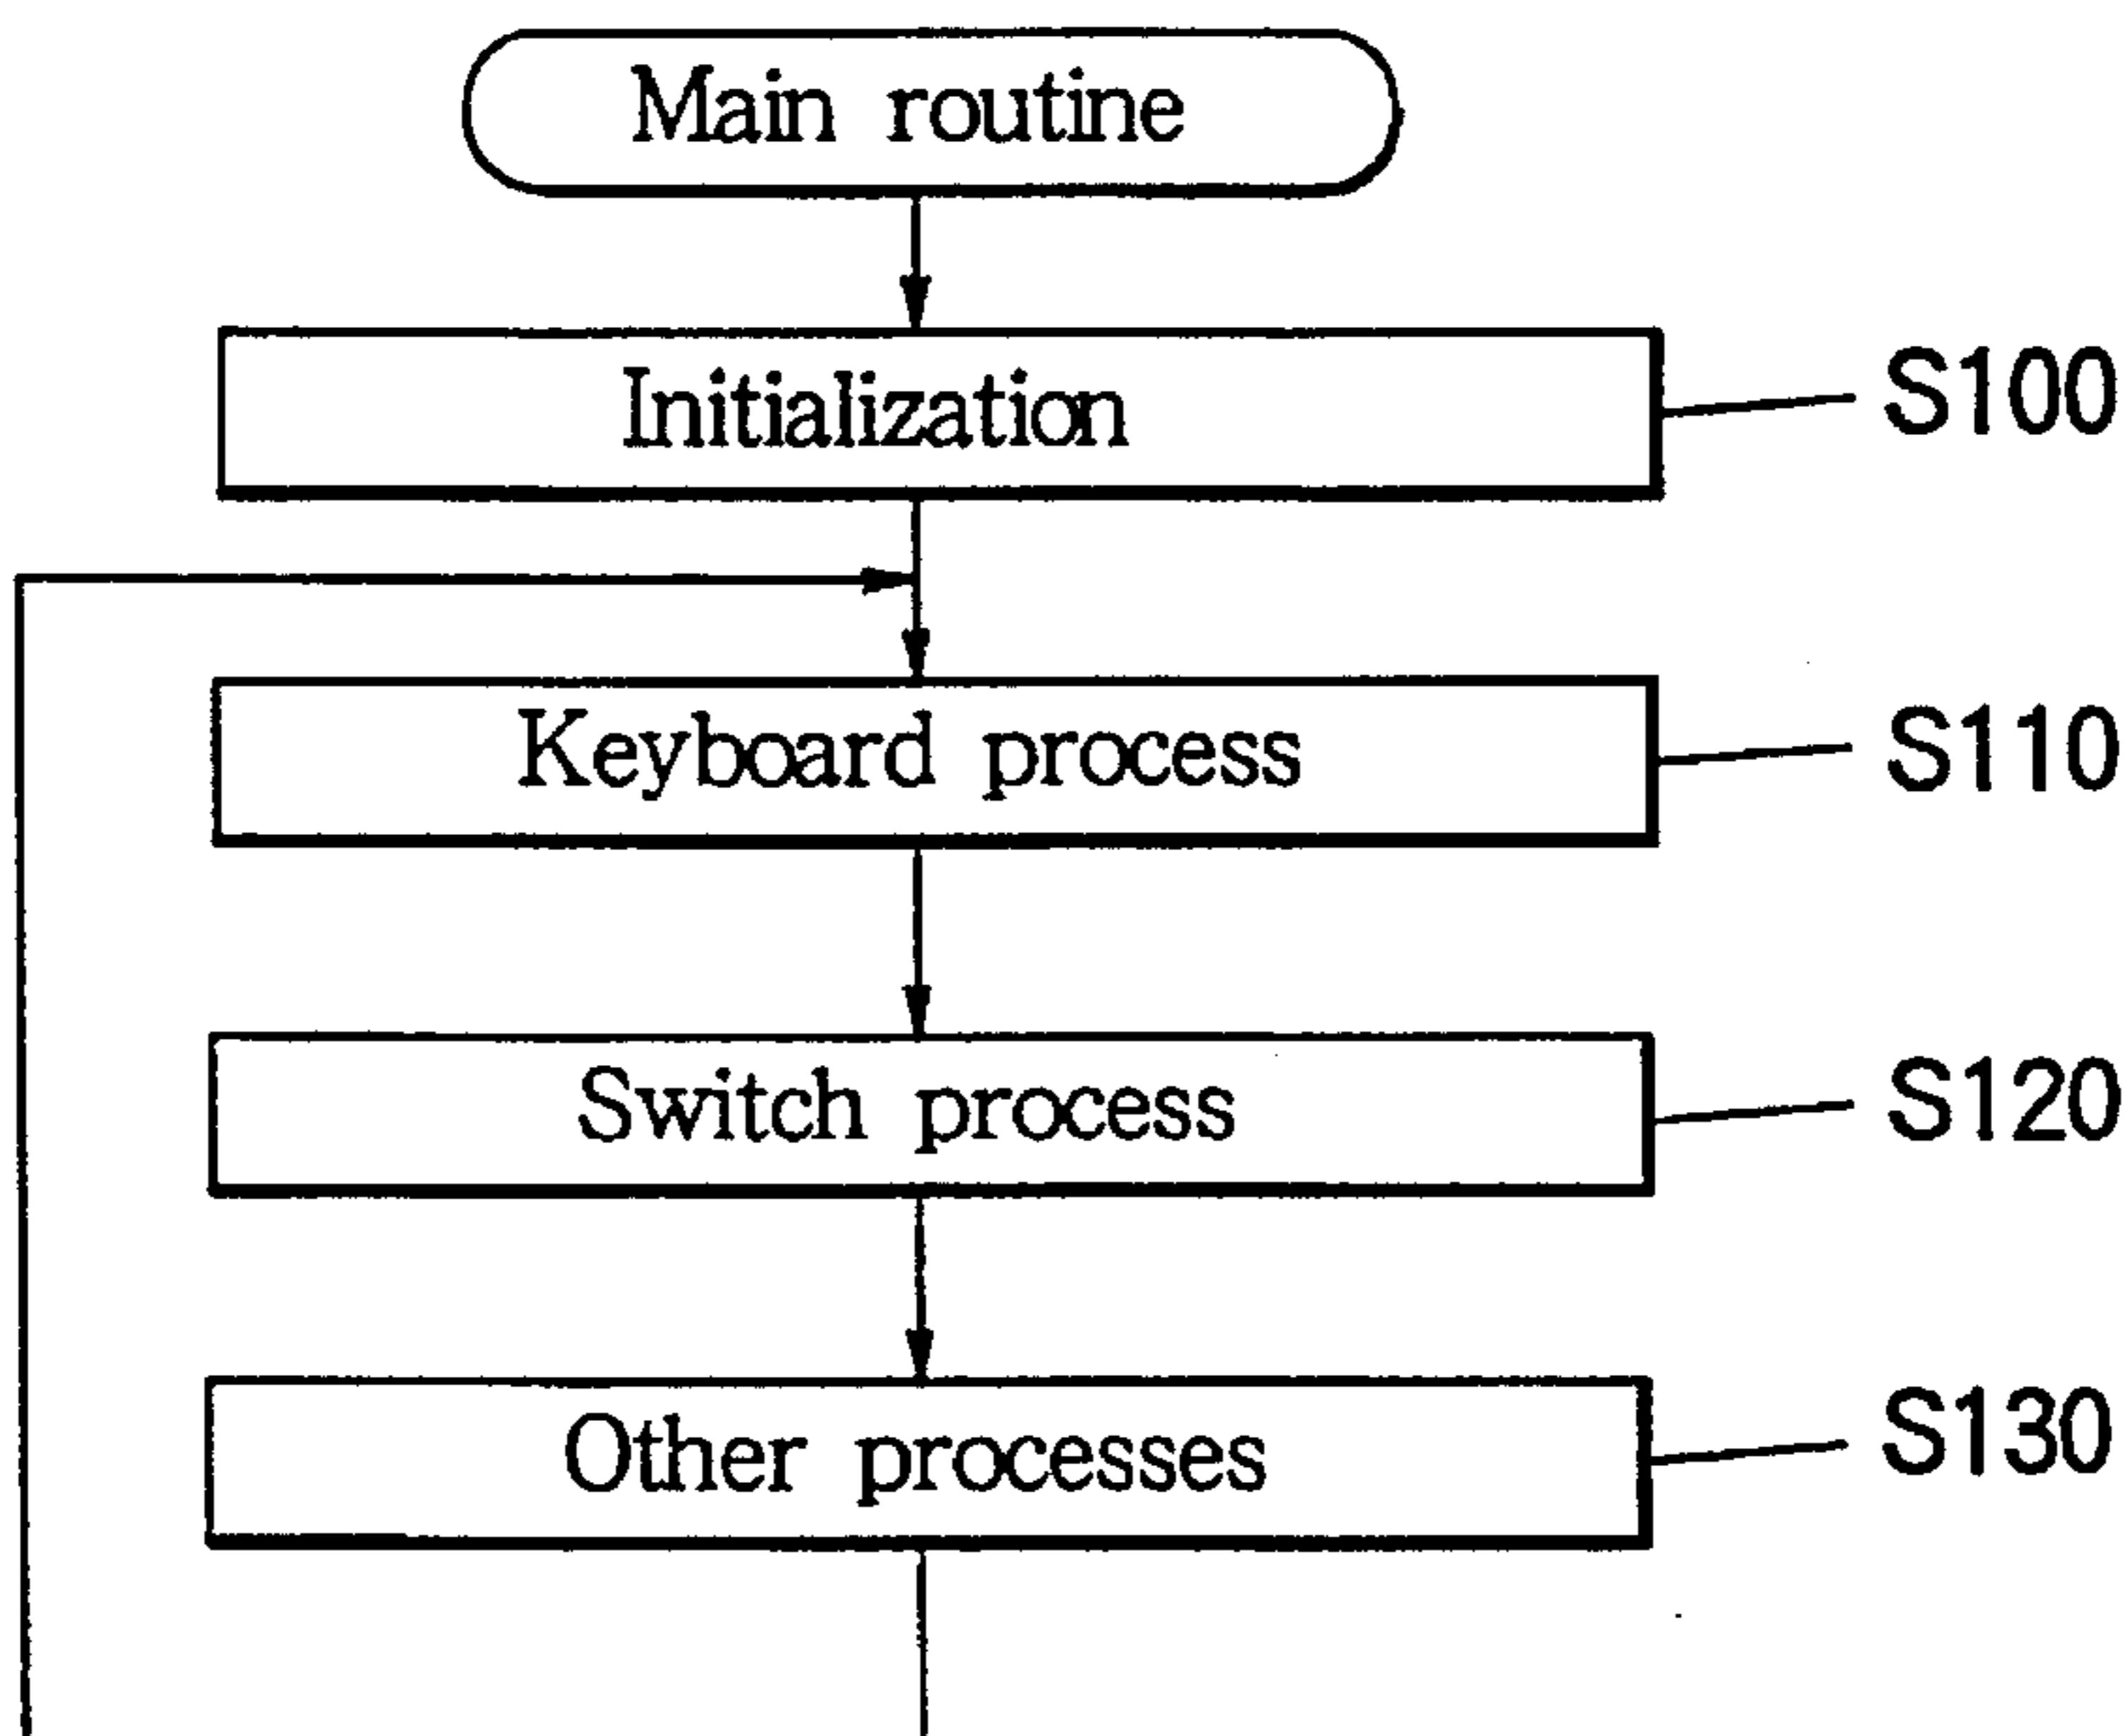 Main routine
Initialization
S100
Keyboard process
S110
Switch process
S120
Other processes
S130